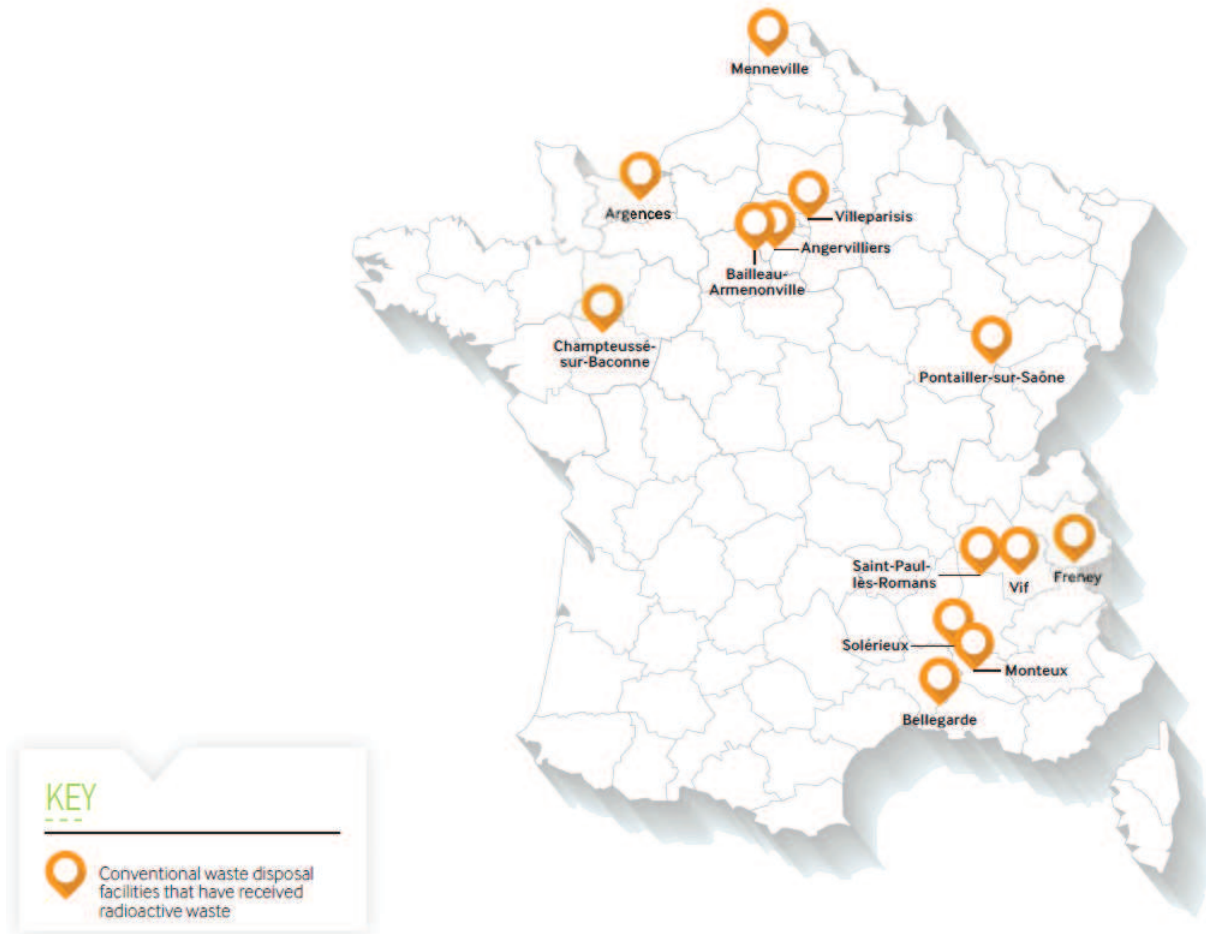 Menneville
Argences
Villeparisis
Angervilliers
Bailleau-
Armenonville
Champteussé-
sur-Baconne
Pontailler-sur-Saône
Saint-Paul-
lès-Romans
Vif
Freney
Solérieux
Monteux
Bellegarde
KEY
Conventional waste disposal
facilities that have received
radioactive waste